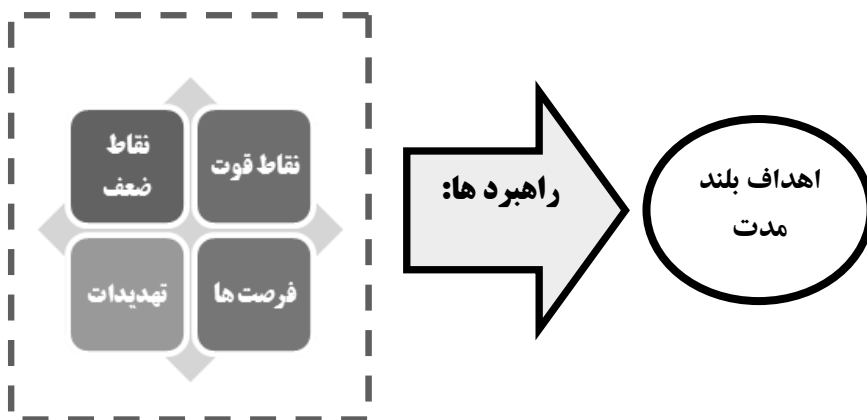 نقاط قوت
نقاط
ضعف
فرصت ها
تهدیدات
راهبرد ها:
اهداف بلند
مدت